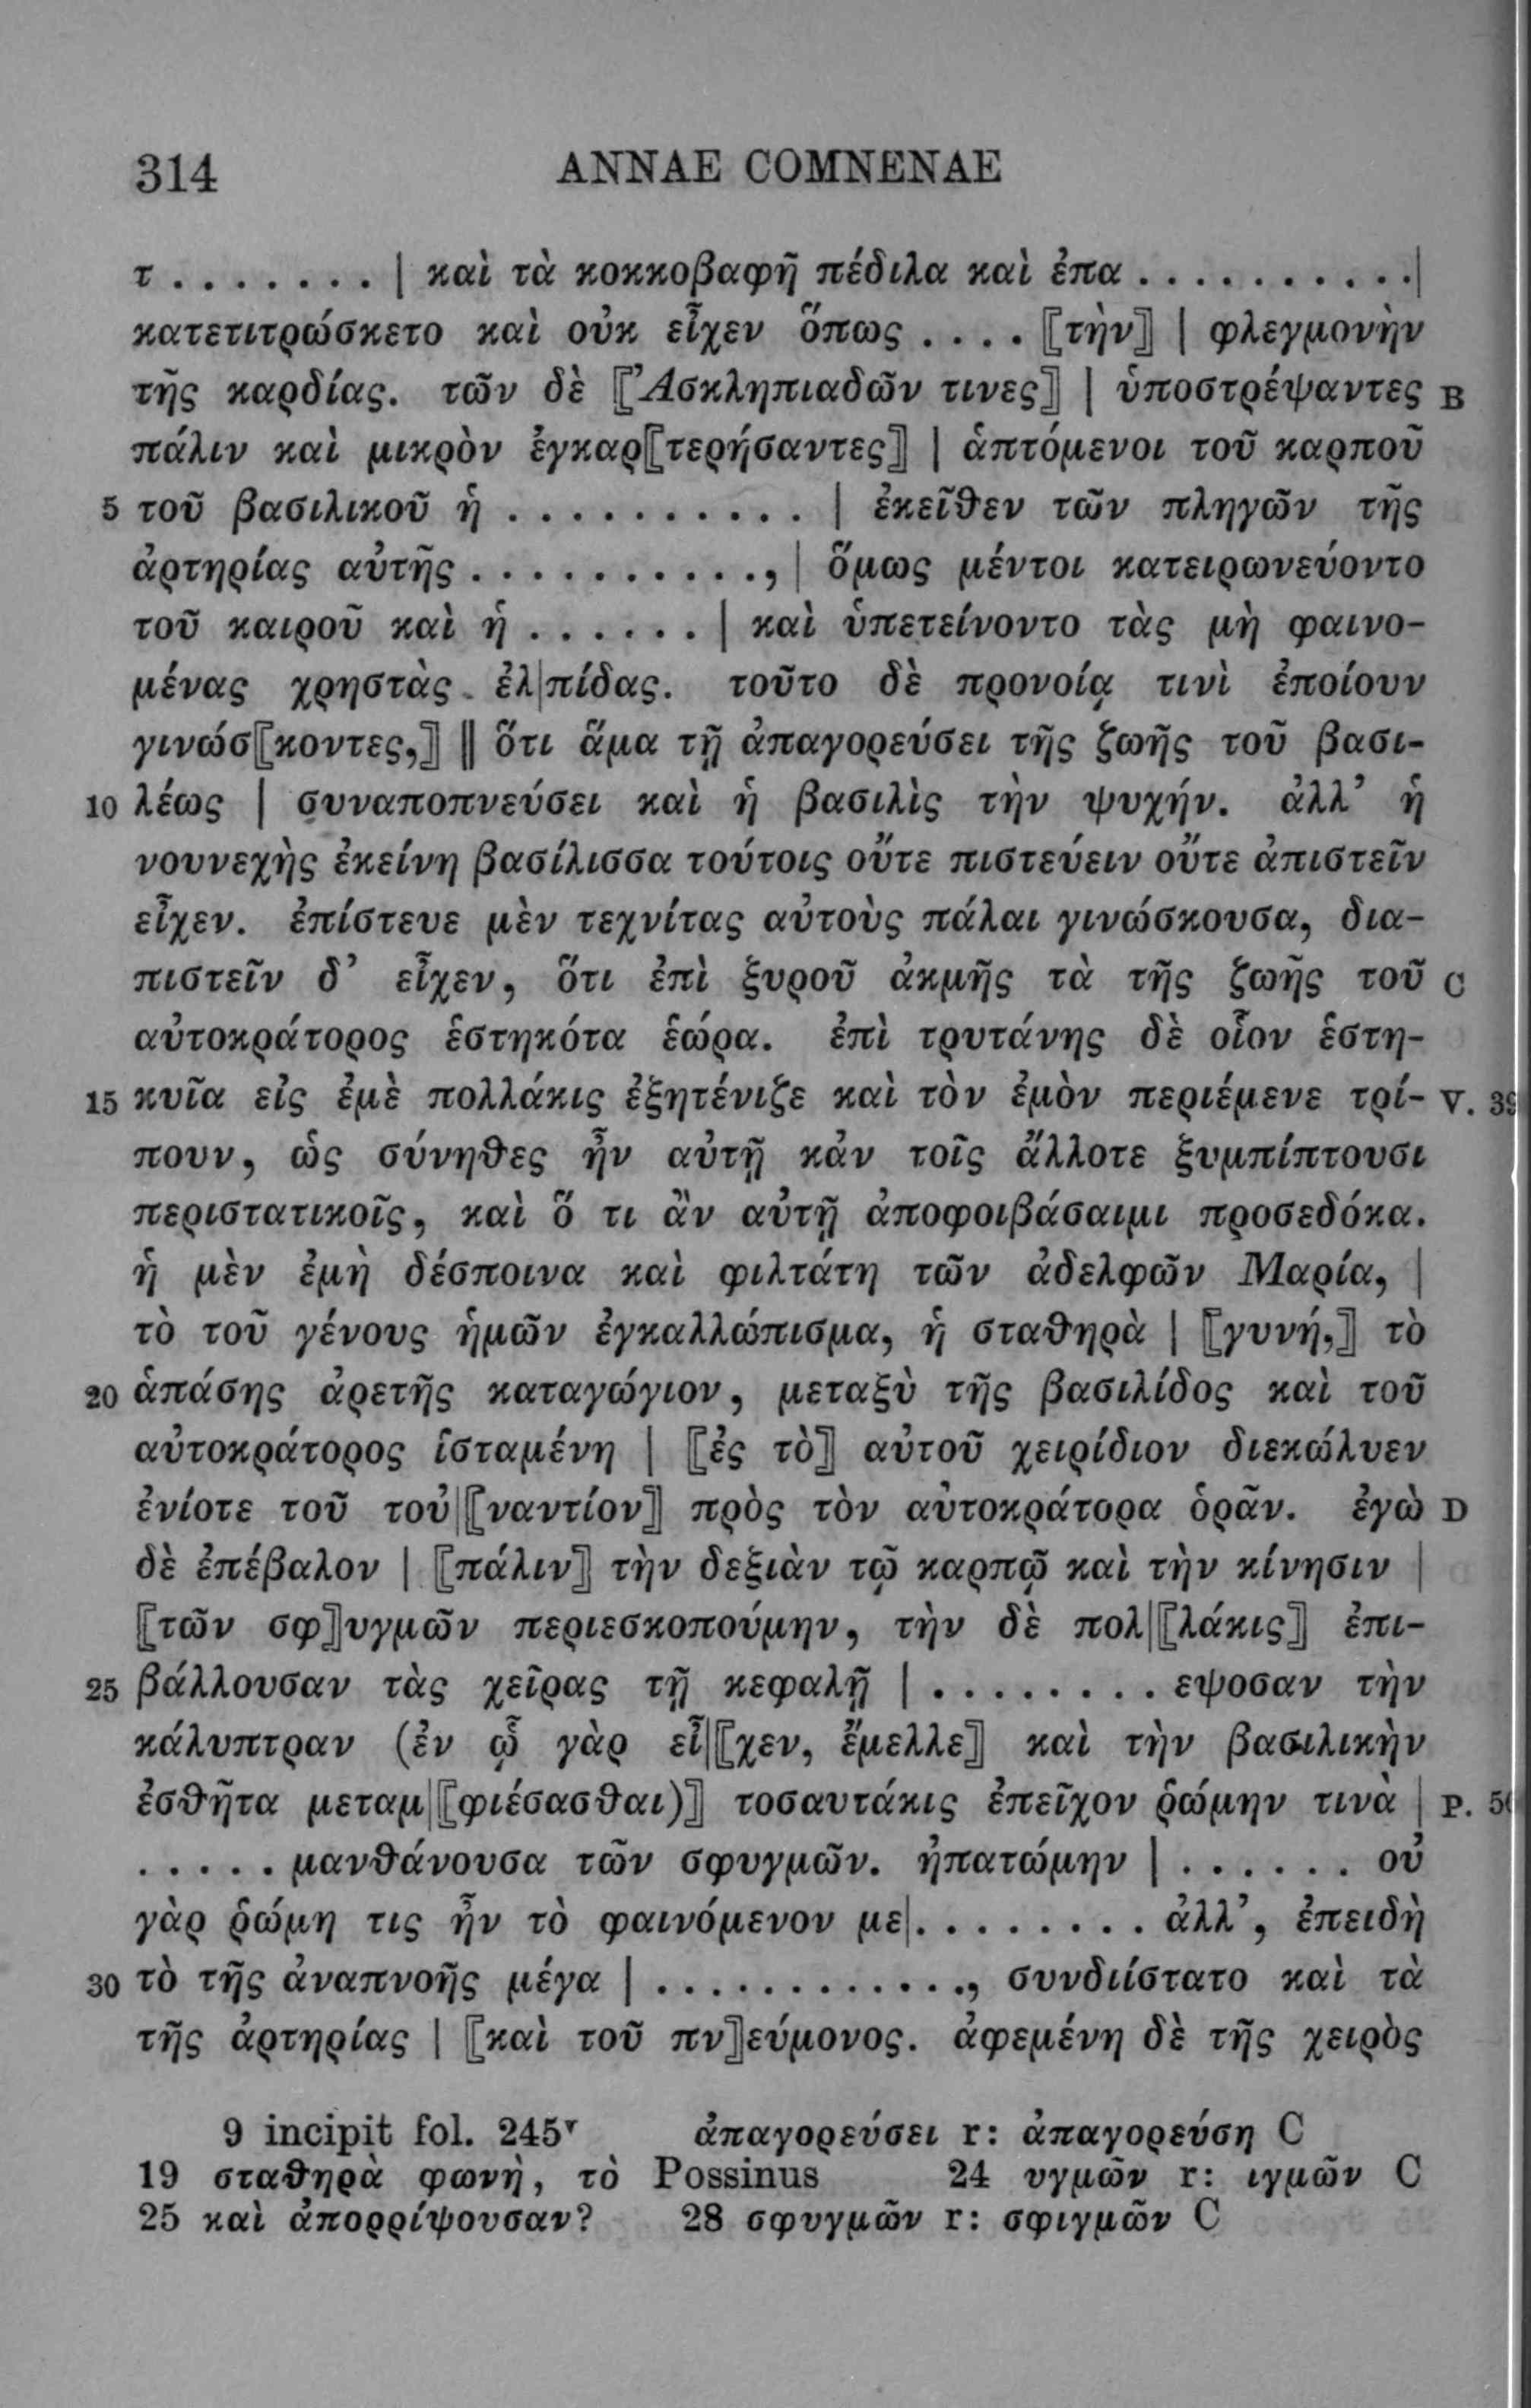 314 ANNAE COMNENAE
τ . . . . . . . | καὶ τὰ κοκκοβαφῆ πέδιλα καὶ ἐπα . . . . . . . . . . .|
κατετιτρώσκετο καὶ οὐκ εἶχεν ὅπως . . . . ⟦τὴν⟧ | φλεγμονὴν
τῆς καρδίας. τῶν δὲ ⟦Ἀσκληπιαδῶν τινες⟧ | ὑποστρέψαντες B
πάλιν καὶ μικρὸν ἐγκαρ⟦τερήσαντες⟧ | ἁπτόμενοι τοῦ καρποῦ
5 τοῦ βασιλικοῦ ἡ . . . . . . . . . . | ἐκεῖθεν τῶν πληγῶν τῆς
ἀρτηρίας αὐτῆς . . . . . . . . . ., | ὅμως μέντοι κατειρωνεύοντο
τοῦ καιροῦ καὶ ἡ . . . . . . | καὶ ὑπετείνοντο τὰς μὴ φαινο-
μένας χρηστὰς ἐλ|πίδας. τοῦτο δὲ προνοίᾳ τινὶ ἐποίουν
γινώσ⟦κοντες,⟧ || ὅτι ἅμα τῇ ἀπαγορεύσει τῆς ζωῆς τοῦ βασι-
10 λέως | συναποπνεύσει καὶ ἡ βασιλὶς τὴν ψυχήν. ἀλλ’ ἡ
νουνεχὴς ἐκείνη βασίλισσα τούτοις οὔτε πιστεύειν οὔτε ἀπιστεῖν
εἶχεν. ἐπίστευε μὲν τεχνίτας αὐτοὺς πάλαι γινώσκουσα, δια-
πιστεῖν δ’ εἶχεν, ὅτι ἐπὶ ξυροῦ ἀκμῆς τὰ τῆς ζωῆς τοῦ C
αὐτοκράτορος ἑστηκότα ἑώρα. ἐπὶ τρυτάνης δὲ οἷον ἑστη-
15 κυῖα εἰς ἐμὲ πολλάκις ἐξητένιζε καὶ τὸν ἐμὸν περιέμενε τρί- V. 39
πουν, ὡς σύνηθες ἦν αὐτῇ κἀν τοῖς ἄλλοτε ξυμπίπτουσι
περιστατικοῖς, καὶ ὅ τι ἂν αὐτῇ ἀποφοιβάσαιμι προσεδόκα.
ἡ μὲν ἐμὴ δέσποινα καὶ φιλτάτη τῶν ἀδελφῶν Μαρία, |
τὸ τοῦ γένους ἡμῶν ἐγκαλλώπισμα, ἡ σταθηρὰ | ⟦γυνή,⟧ τὸ
20 ἁπάσης ἀρετῆς καταγώγιον, μεταξὺ τῆς βασιλίδος καὶ τοῦ
αὐτοκράτορος ἱσταμένη | ⟦ἐς τὸ⟧ αὐτοῦ χειρίδιον διεκώλυεν
ἐνίοτε τοῦ τοὐ|⟦ναντίον⟧ πρὸς τὸν αὐτοκράτορα ὁρᾶν. ἐγὼ D
δὲ ἐπέβαλον | ⟦πάλιν⟧ τὴν δεξιὰν τῷ καρπῷ καὶ τὴν κίνησιν |
⟦τῶν σφ⟧υγμῶν περιεσκοπούμην, τὴν δὲ πολ|⟦λάκις⟧ ἐπι-
25 βάλλουσαν τὰς χεῖρας τῇ κεφαλῇ | . . . . . . . . εψοσαν τὴν
κάλυπτραν (ἐν ᾧ γὰρ εἶ|⟦χεν, ἔμελλε⟧ καὶ τὴν βασιλικὴν
ἐσθῆτα μεταμ|⟦φιέσασθαι)⟧ τοσαυτάκις ἐπεῖχον ῥώμην τινὰ | P. 50
. . . . . μανθάνουσα τῶν σφυγμῶν. ἠπατώμην | . . . . . . οὐ
γὰρ ῥώμη τις ἦν τὸ φαινόμενον με|. . . . . . . . ἀλλ’, ἐπειδὴ
30 τὸ τῆς ἀναπνοῆς μέγα | . . . . . . . . . . . ., συνδιίστατο καὶ τὰ
τῆς ἀρτηρίας | ⟦καὶ τοῦ πν⟧εύμονος. ἀφεμένη δὲ τῆς χειρὸς
9 incipit fol. 245ʳ ἀπαγορεύσει r: ἀπαγορεύση C
19 σταθηρὰ φωνὴ, τὸ Possinus 24 υγμῶν r: ιγμῶν C
25 καὶ ἀπορρίψουσαν? 28 σφυγμῶν r: σφιγμῶν C